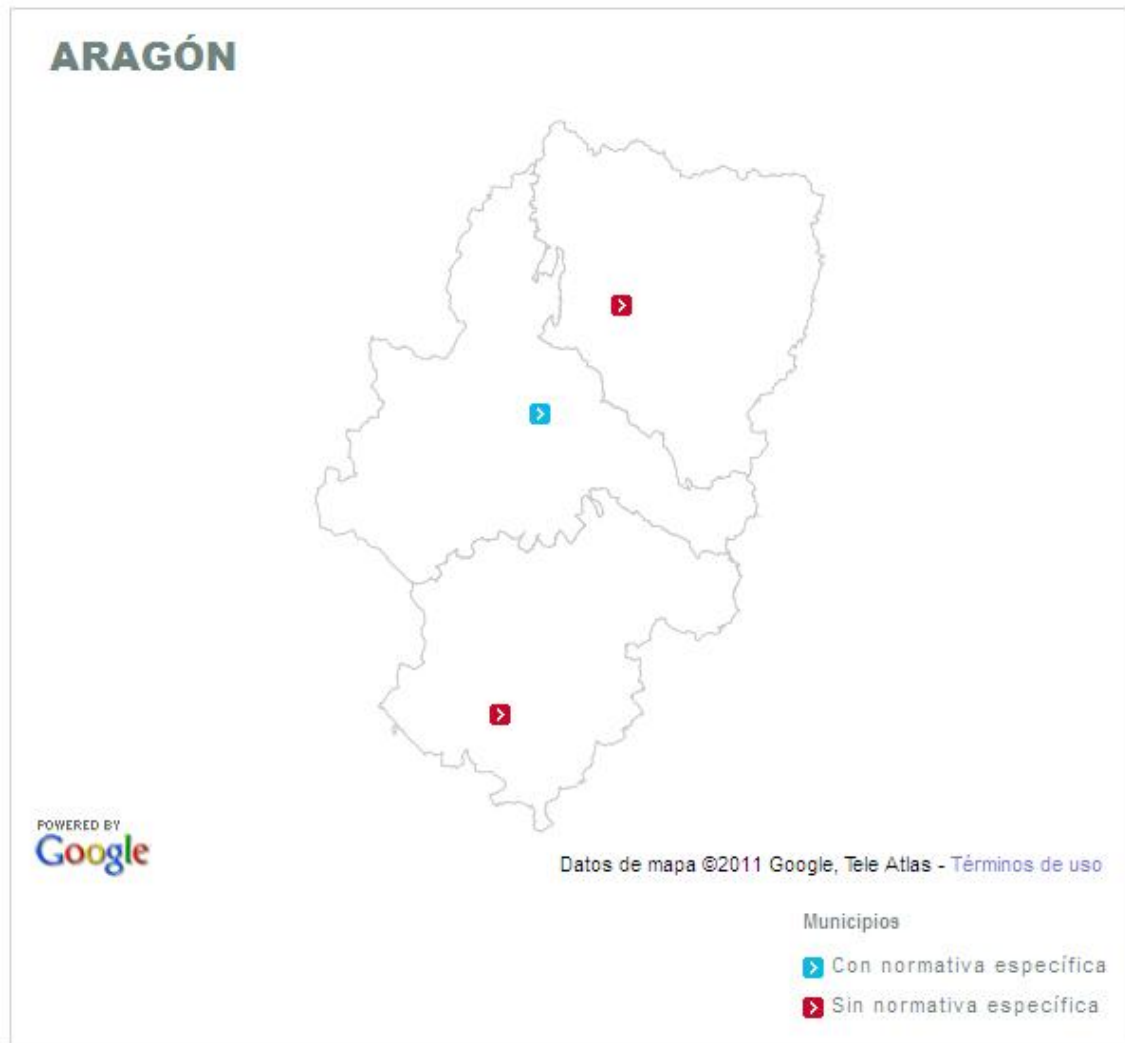 ARAGÓN
POWERED BY
Google
Datos de mapa ©2011 Google, Tele Atlas - Términos de uso
Municipios
Con normativa específica
Sin normativa específica